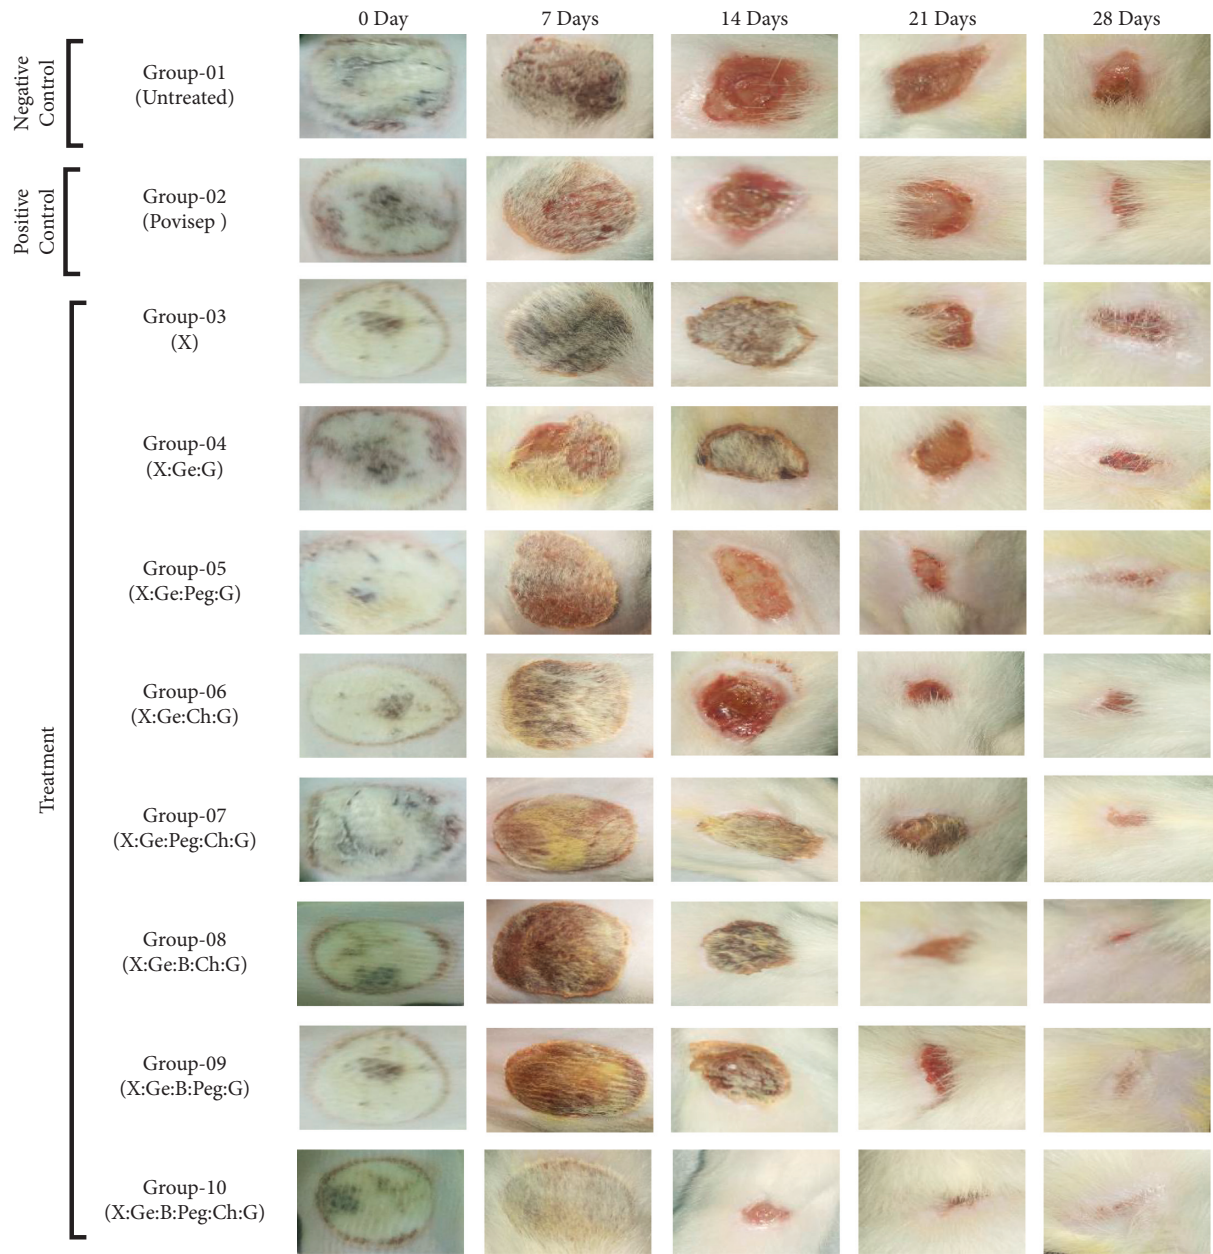 0 Day 7 Days 14 Days 21 Days 28 Days
Negative
Control
Group-01
(Untreated)
Positive
Control
Group-02
(Povisep )
Treatment
Group-03
(X)
Group-04
(X:Ge:G)
Group-05
(X:Ge:Peg:G)
Group-06
(X:Ge:Ch:G)
Group-07
(X:Ge:Peg:Ch:G)
Group-08
(X:Ge:B:Ch:G)
Group-09
(X:Ge:B:Peg:G)
Group-10
(X:Ge:B:Peg:Ch:G)